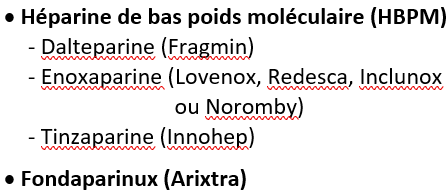 • Héparine de bas poids moléculaire (HBPM)
- Dalteparine (Fragmin)
- Enoxaparine (Lovenox, Redesca, Inclunox
ou Noromby)
- Tinzaparine (Innohep)
• Fondaparinux (Arixtra)